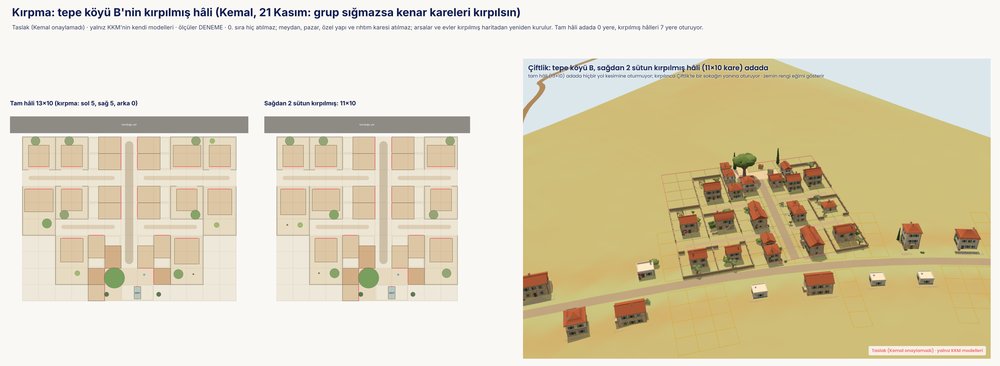 Kırpma: tepe köyü B'nin kırpılmış hâli (Kemal, 21 Kasım: grup sığmazsa kenar kareleri kırpılsın)
Taslak (Kemal onaylamadı) · yalnız KKM'nin kendi modelleri · ölçüler DENEME · 0. sıra hiç atılmaz; meydan, pazar, özel yapı ve rıhtım karesi atılmaz; arsalar ve evler kırpılmış haritadan yeniden kurulur. Tam hâli adada 0 yere, kırpılmış hâlleri 7 yere oturuyor.
Tam hâli 13×10 (kırpma: sol 5, sağ 5, arka 0)
Sağdan 2 sütun kırpılmış: 11×10
Çiftlik: tepe köyü B, sağdan 2 sütun kırpılmış hâli (11×10 kare) adada
Taslak (Kemal onaylamadı) · yalnız KKM modelleri